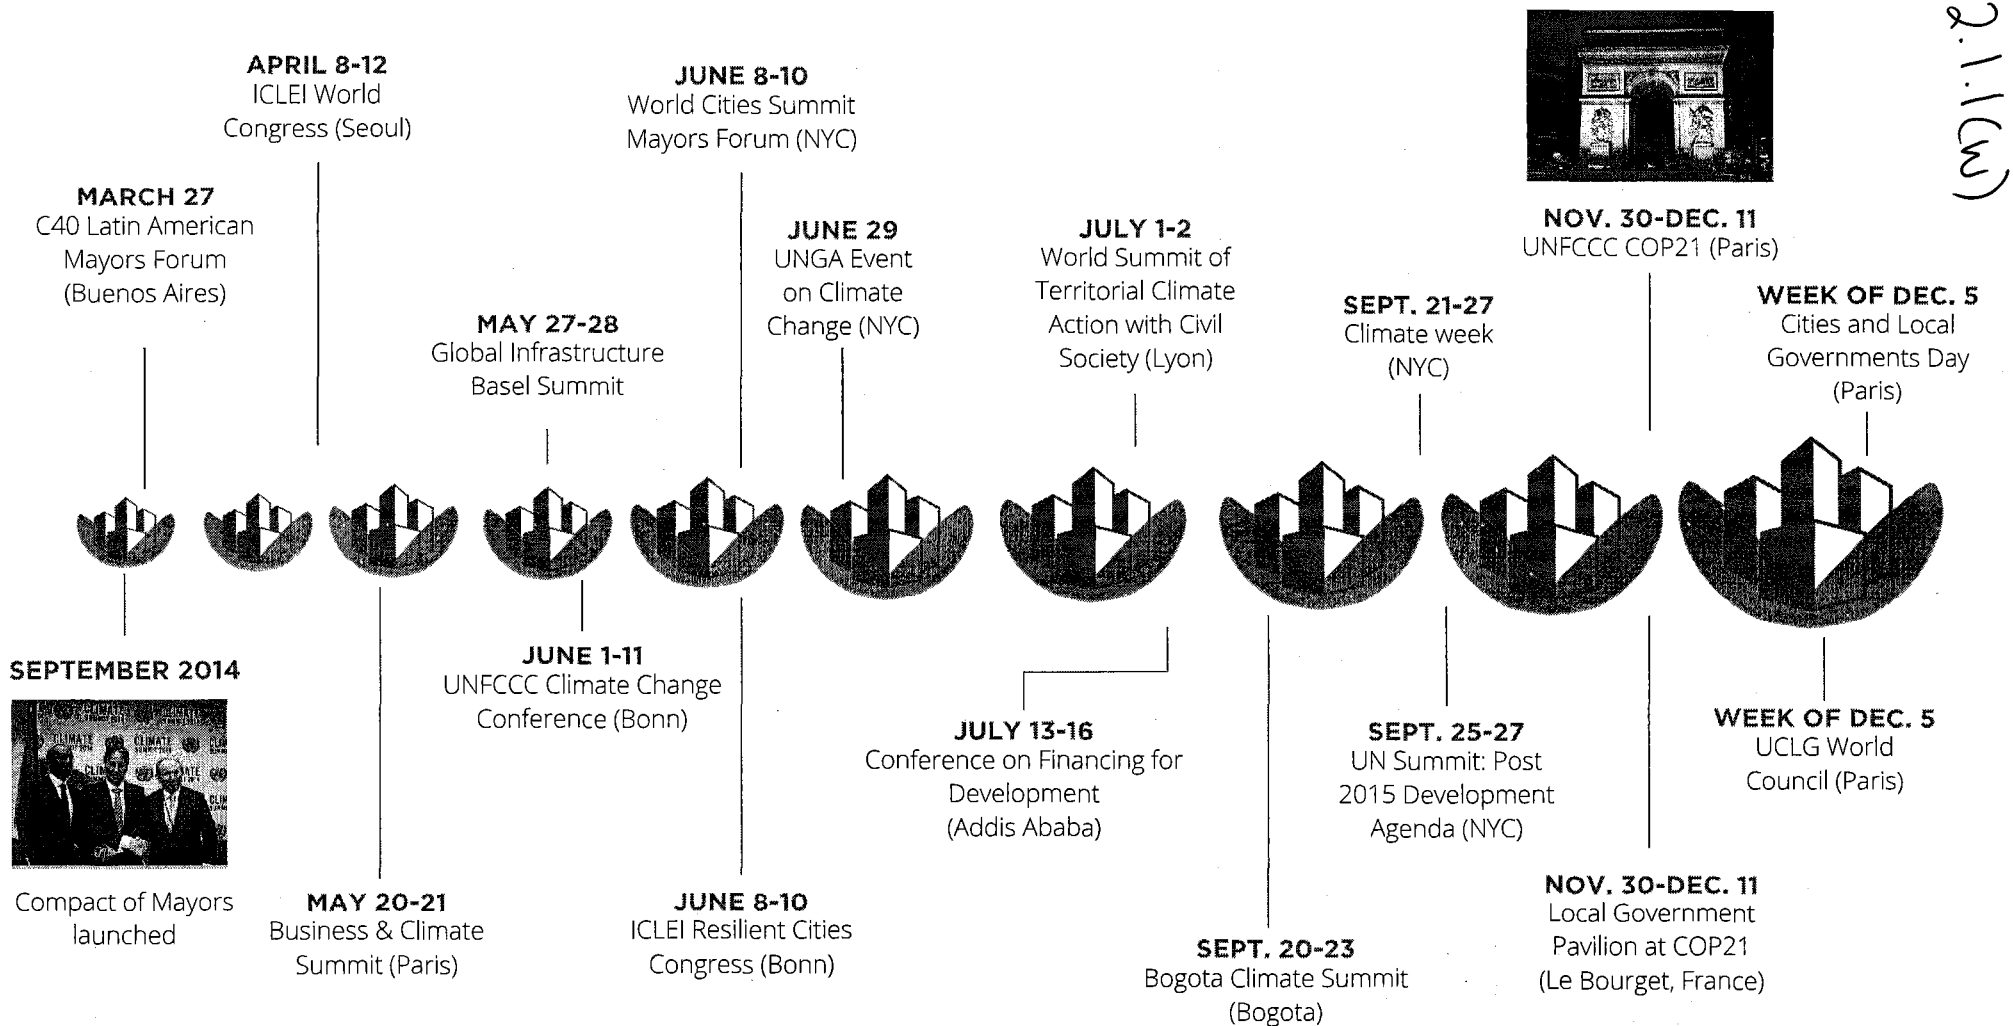 2.1.1(w)
APRIL 8-12
ICLEI World
Congress (Seoul)
JUNE 8-10
World Cities Summit
Mayors Forum (NYC)
MARCH 27
C40 Latin American
Mayors Forum
(Buenos Aires)
MAY 27-28
Global Infrastructure
Basel Summit
JUNE 29
UNGA Event
on Climate
Change (NYC)
JULY 1-2
World Summit of
Territorial Climate
Action with Civil
Society (Lyon)
SEPT. 21-27
Climate week
(NYC)
NOV. 30-DEC. 11
UNFCCC COP21 (Paris)
WEEK OF DEC. 5
Cities and Local
Governments Day
(Paris)
SEPTEMBER 2014
CLIMATE
CLIMATE
Compact of Mayors
launched
MAY 20-21
Business & Climate
Summit (Paris)
JUNE 1-11
UNFCCC Climate Change
Conference (Bonn)
JUNE 8-10
ICLEI Resilient Cities
Congress (Bonn)
JULY 13-16
Conference on Financing for
Development
(Addis Ababa)
SEPT. 20-23
Bogota Climate Summit
(Bogota)
SEPT. 25-27
UN Summit: Post
2015 Development
Agenda (NYC)
NOV. 30-DEC. 11
Local Government
Pavilion at COP21
(Le Bourget, France)
WEEK OF DEC. 5
UCLG World
Council (Paris)